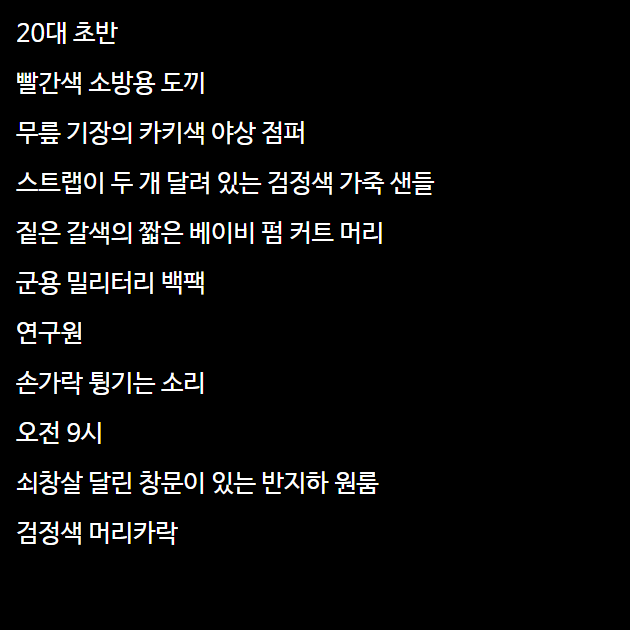 20대 초반
빨간색 소방용 도끼
무릎 기장의 카키색 야상 점퍼
스트랩이 두 개 달려 있는 검정색 가죽 샌들
짙은 갈색의 짧은 베이비 펌 커트 머리
군용 밀리터리 백팩
연구원
손가락 튕기는 소리
오전 9시
쇠창살 달린 창문이 있는 반지하 원룸
검정색 머리카락